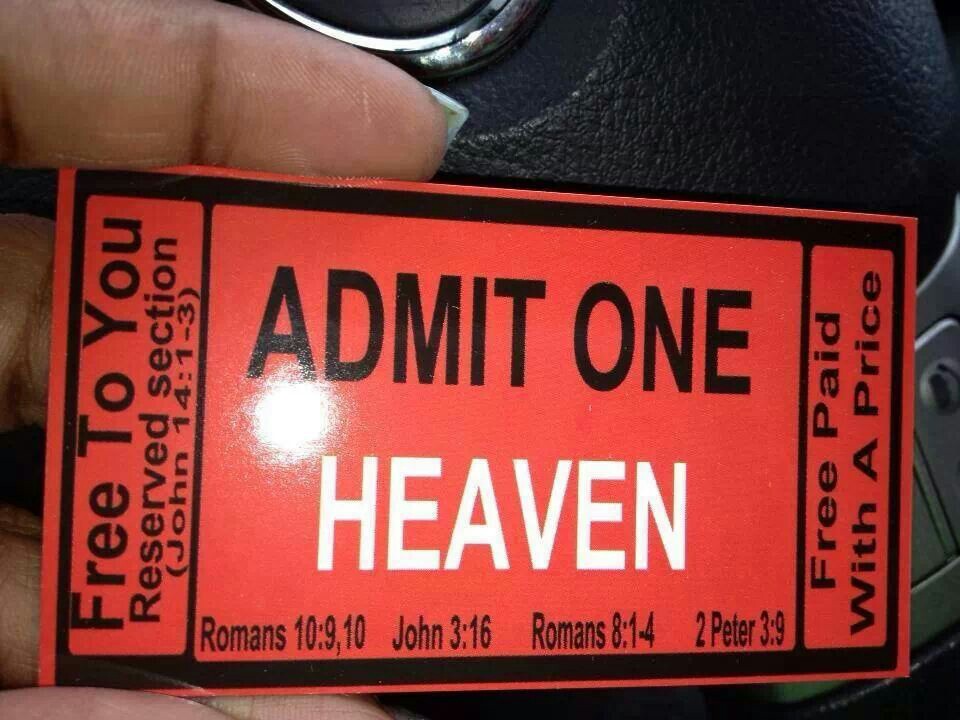 Free To You
Reserved section
(John 14:1-3)
ADMIT ONE
HEAVEN
Romans 10:9,10 John 3:16 Romans 8:1-4 2 Peter 3:9
Free Paid
With A Price